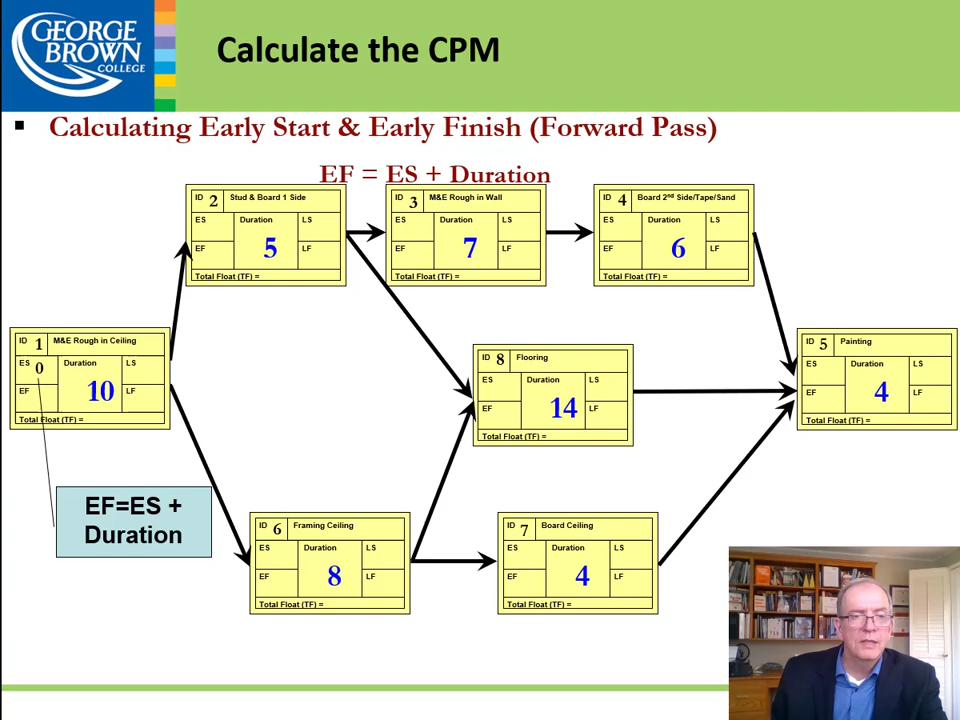 GEORGE
BROWN
COLLEGE
Calculate the CPM
▪ Calculating Early Start & Early Finish (Forward Pass)
EF = ES + Duration
ID 2 Stud & Board 1 Side
ES Duration LS
5
EF LF
Total Float (TF) =
ID 3 M&E Rough in Wall
ES Duration LS
7
EF LF
Total Float (TF) =
ID 4 Board 2nd Side/Tape/Sand
ES Duration LS
6
EF LF
Total Float (TF) =
ID 1 M&E Rough in Ceiling
ES 0 Duration LS
10
EF LF
Total Float (TF) =
ID 8 Flooring
ES Duration LS
14
EF LF
Total Float (TF) =
ID 5 Painting
ES Duration LS
4
EF LF
Total Float (TF) =
EF=ES +
Duration
ID 6 Framing Ceiling
ES Duration LS
8
EF LF
Total Float (TF) =
ID 7 Board Ceiling
ES Duration LS
4
EF LF
Total Float (TF) =